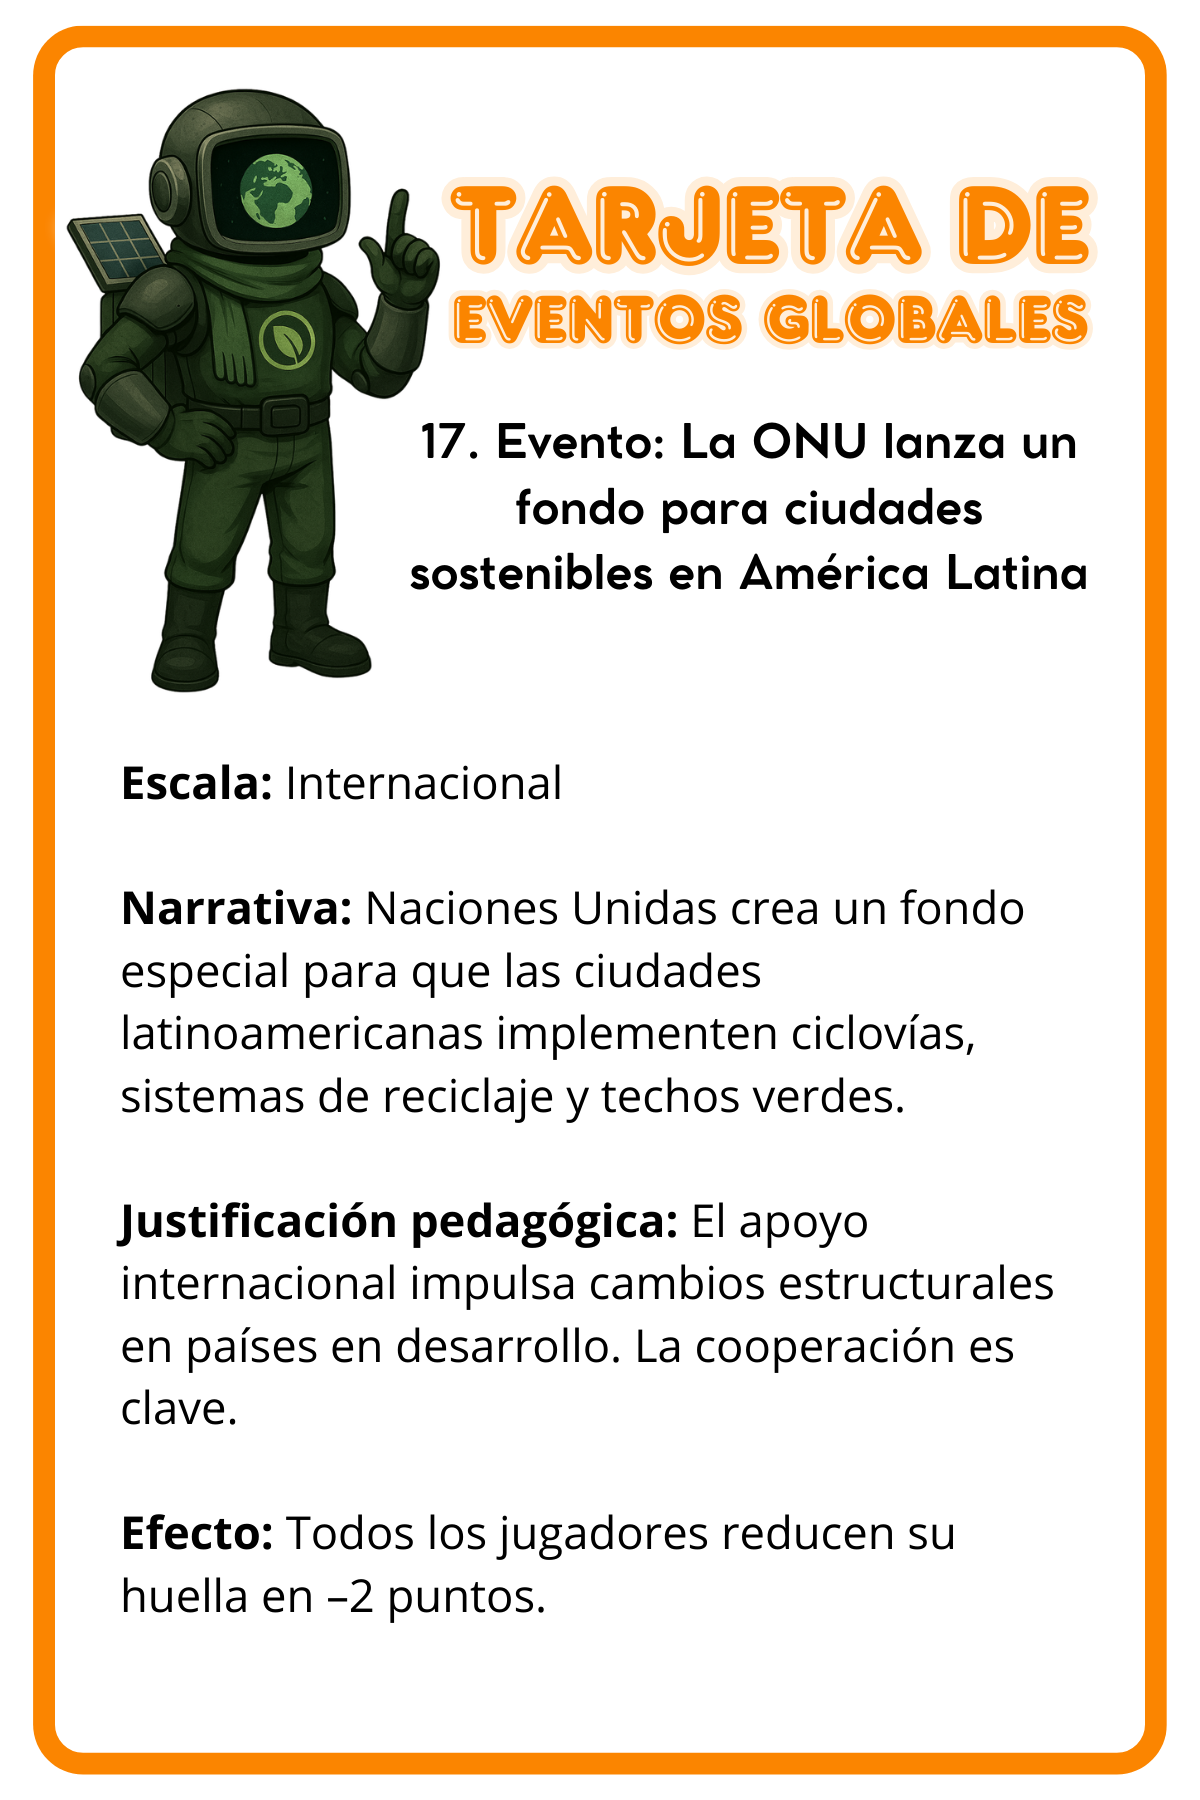 TARJETA DE
EVENTOS GLOBALES
17. Evento: La ONU lanza un
fondo para ciudades
sostenibles en América Latina
Escala: Internacional
Narrativa: Naciones Unidas crea un fondo
especial para que las ciudades
latinoamericanas implementen ciclovías,
sistemas de reciclaje y techos verdes.
Justificación pedagógica: El apoyo
internacional impulsa cambios estructurales
en países en desarrollo. La cooperación es
clave.
Efecto: Todos los jugadores reducen su
huella en –2 puntos.